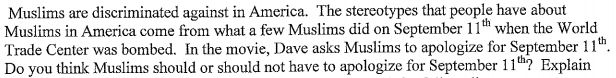 Muslims are discriminated against in America. The stereotypes that people have about
Muslims in America come from what a few Muslims did on September 11th when the World
Trade Center was bombed. In the movie, Dave asks Muslims to apologize for September 11th.
Do you think Muslims should or should not have to apologize for September 11th? Explain